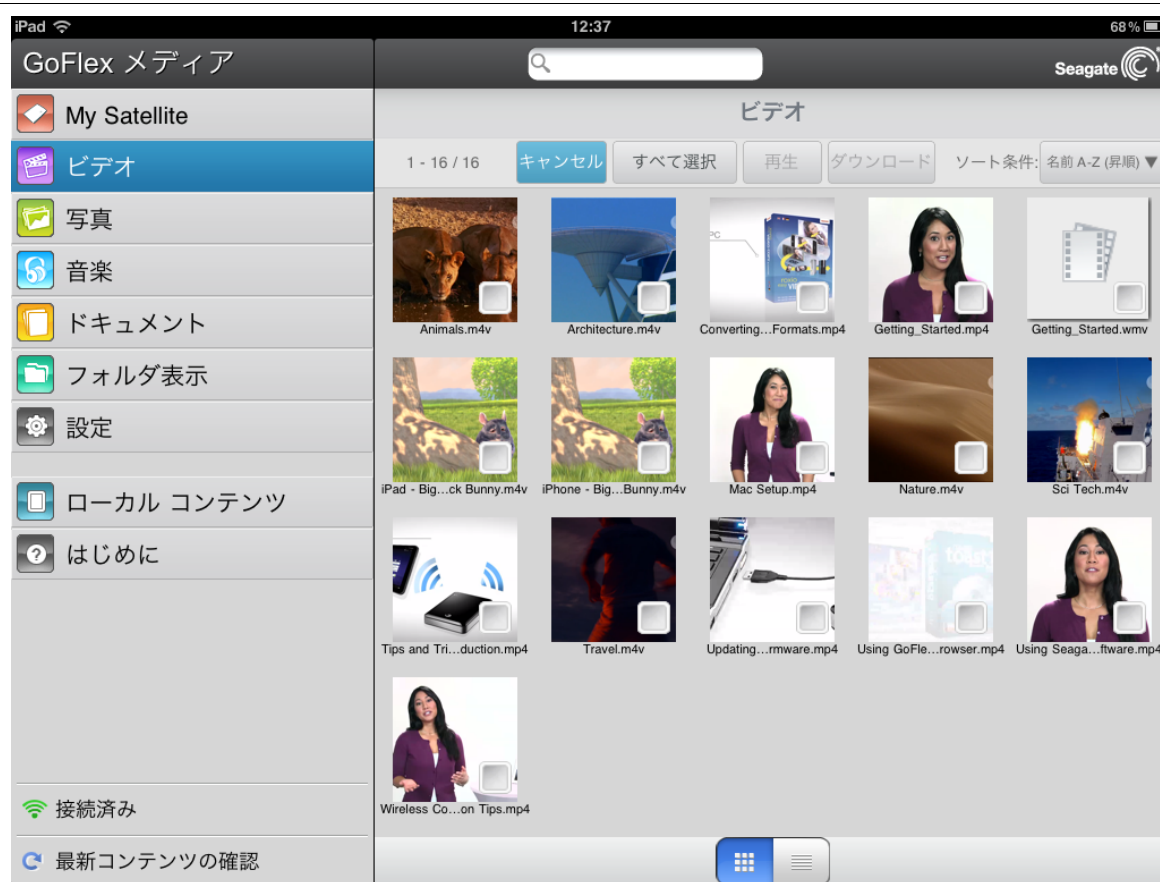 iPad 12:37 68%
GoFlex メディア
Seagate
My Satellite
ビデオ
写真
音楽
ドキュメント
フォルダ表示
設定
ローカル コンテンツ
はじめに
接続済み
最新コンテンツの確認
ビデオ
1 - 16 / 16 キャンセル すべて選択 再生 ダウンロード ソート条件: 名前 A-Z (昇順) ▼
PC
Animals.m4v Architecture.m4v Converting...Formats.mp4 Getting_Started.mp4 Getting_Started.wmv
iPad - Big...ck Bunny.m4v iPhone - Big...Bunny.m4v Mac Setup.mp4 Nature.m4v Sci Tech.m4v
toast
Tips and Tri...duction.mp4 Travel.m4v Updating...rmware.mp4 Using GoFle...rowser.mp4 Using Seaga...ftware.mp4
Wireless Co...on Tips.mp4